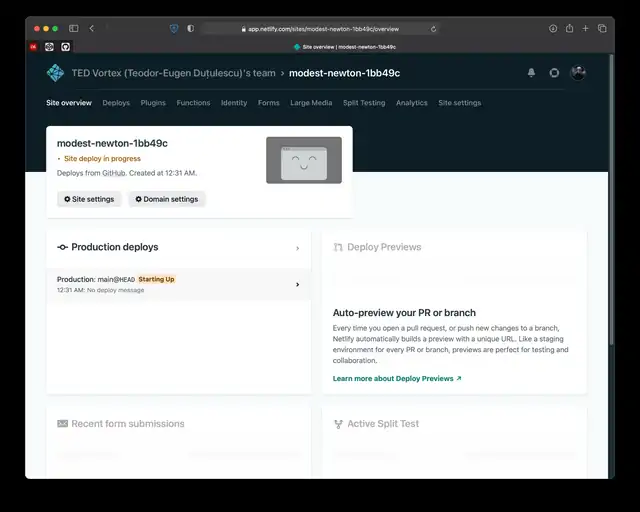 app.netlify.com/sites/modest-newton-1bb49c/overview
Site overview | modest-newton-1bb49c
TED Vortex (Teodor-Eugen Duțulescu)'s team › modest-newton-1bb49c
Site overview Deploys Plugins Functions Identity Forms Large Media Split Testing Analytics Site settings
modest-newton-1bb49c
Site deploy in progress
Deploys from GitHub. Created at 12:31 AM.
Site settings Domain settings
Production deploys
Production: main@HEAD Starting Up
12:31 AM: No deploy message
Deploy Previews
Auto-preview your PR or branch
Every time you open a pull request, or push new changes to a branch,
Netlify automatically builds a preview with a unique URL. Like a staging
environment for every PR or branch, previews are perfect for testing and
collaboration.
Learn more about Deploy Previews ↗
Recent form submissions
Active Split Test